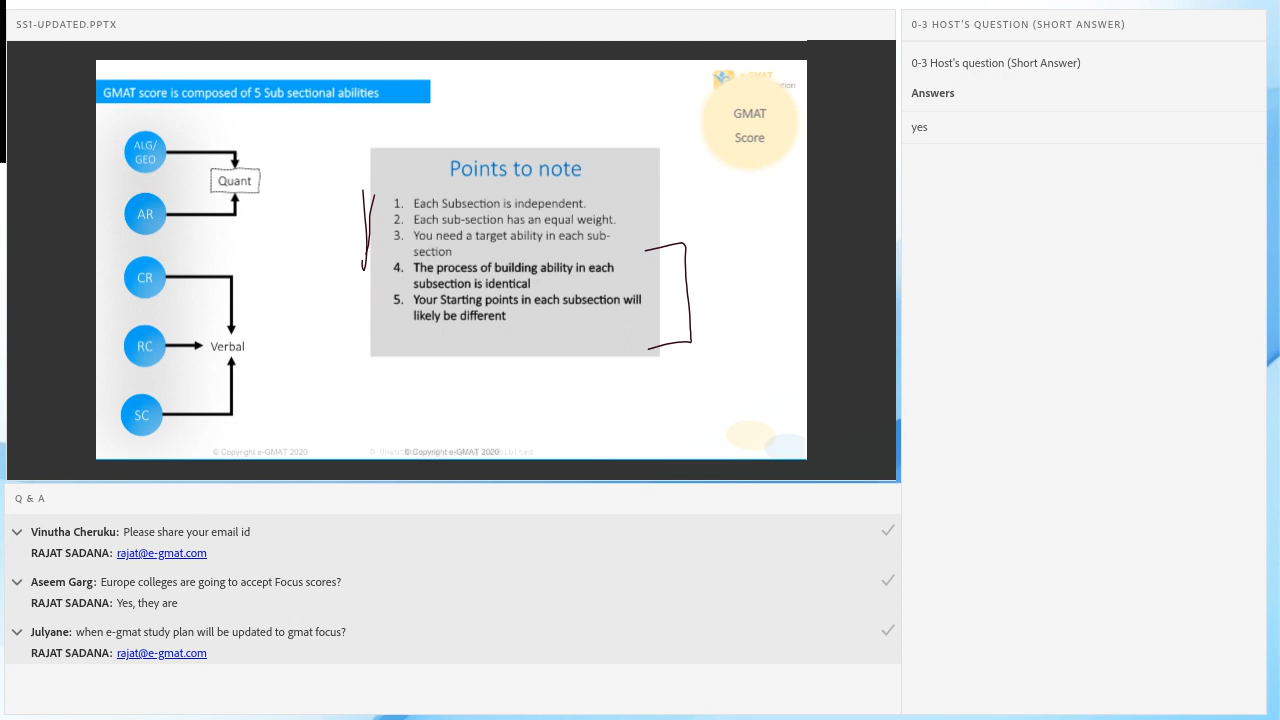 SS1-UPDATED.PPTX
GMAT score is composed of 5 Sub sectional abilities
GMAT
Score
ALG/
GEO
Quant
AR
CR
RC
Verbal
SC
Points to note
1. Each Subsection is independent.
2. Each sub-section has an equal weight.
3. You need a target ability in each sub-
section
4. The process of building ability in each
subsection is identical
5. Your Starting points in each subsection will
likely be different
© Copyright e-GMAT 2020
© Copyright e-GMAT 2020
Q & A
Vinutha Cheruku: Please share your email id
RAJAT SADANA: rajat@e-gmat.com
Aseem Garg: Europe colleges are going to accept Focus scores?
RAJAT SADANA: Yes, they are
Julyane: when e-gmat study plan will be updated to gmat focus?
RAJAT SADANA: rajat@e-gmat.com
0-3 HOST'S QUESTION (SHORT ANSWER)
0-3 Host's question (Short Answer)
Answers
yes